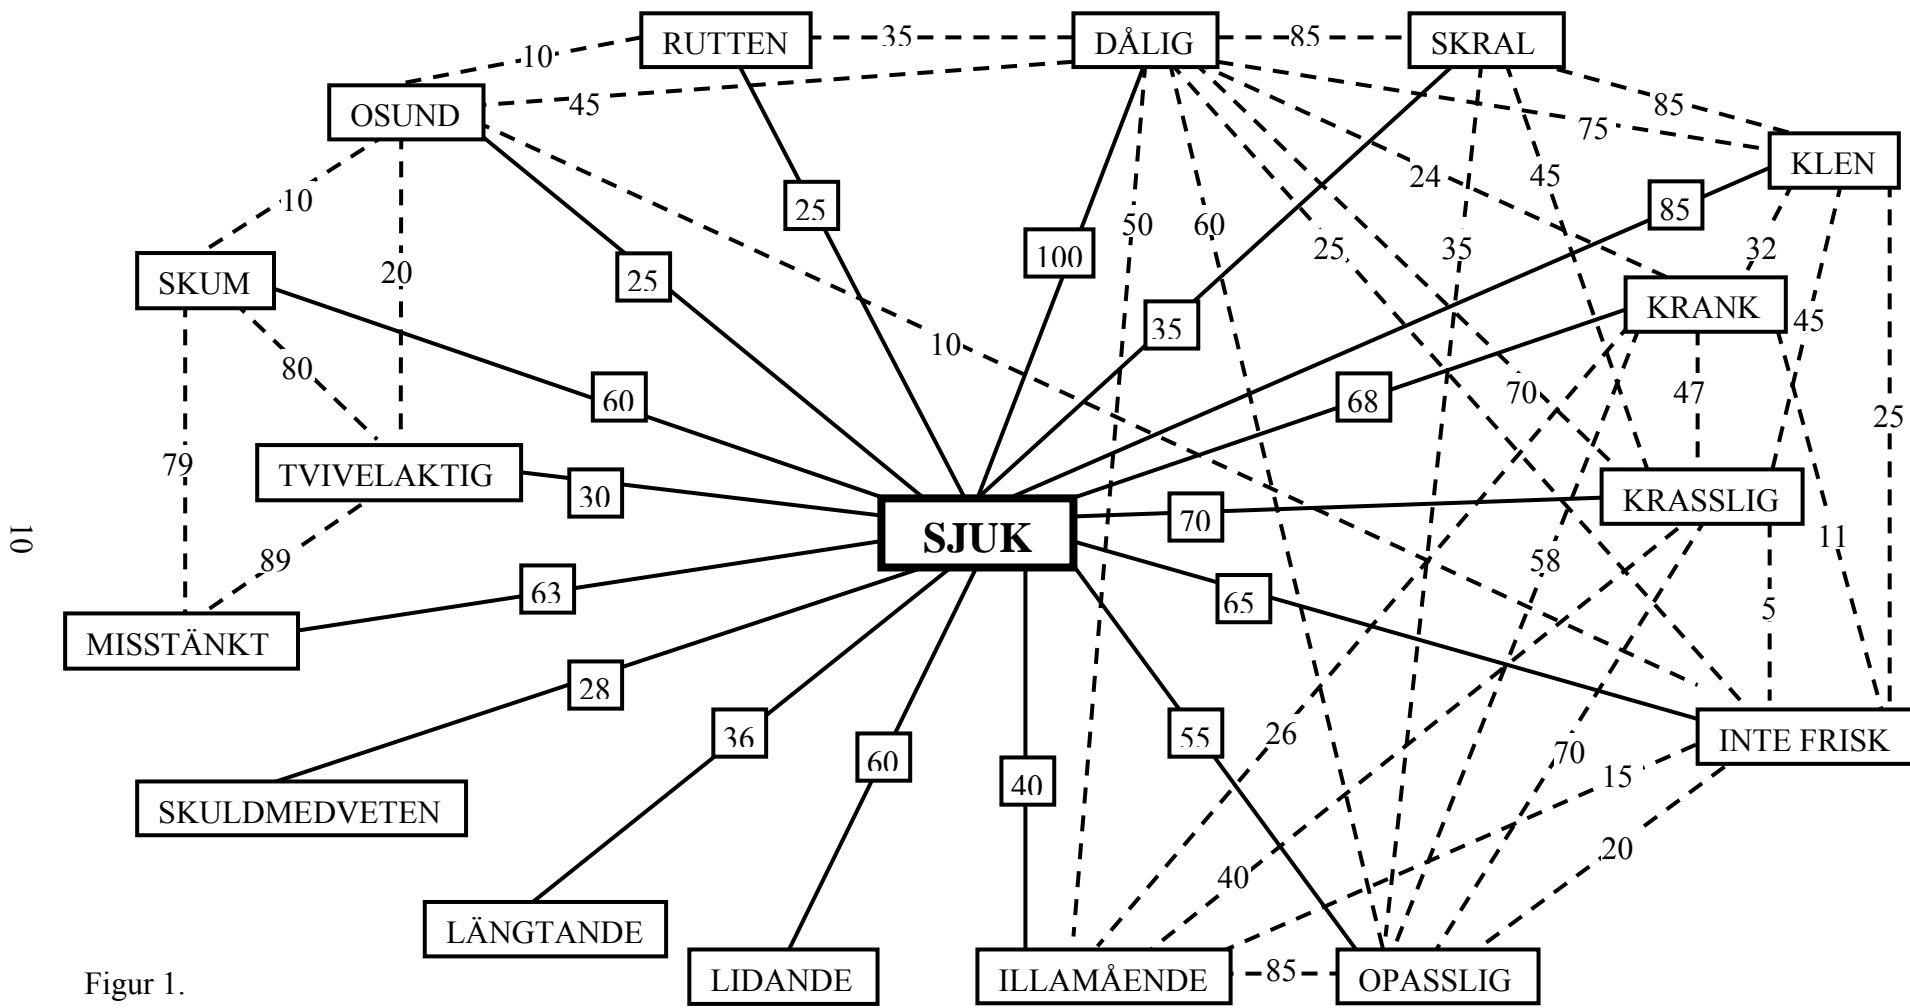 RUTTEN
35
DÅLIG
85
SKRAL
10
OSUND
45
85
75
KLEN
10
25
50
60
45
24
85
SKUM
20
25
100
35
25
32
KRANK
80
60
10
35
68
70
47
45
25
79
TVIVELAKTIG
30
SJUK
70
KRASSLIG
89
63
65
58
5
11
MISSTÄNKT
28
36
60
40
55
26
70
15
INTE FRISK
SKULDMEDVETEN
40
20
LÄNGTANDE
LIDANDE
ILLAMÅENDE
85
OPASSLIG
Figur 1.
10